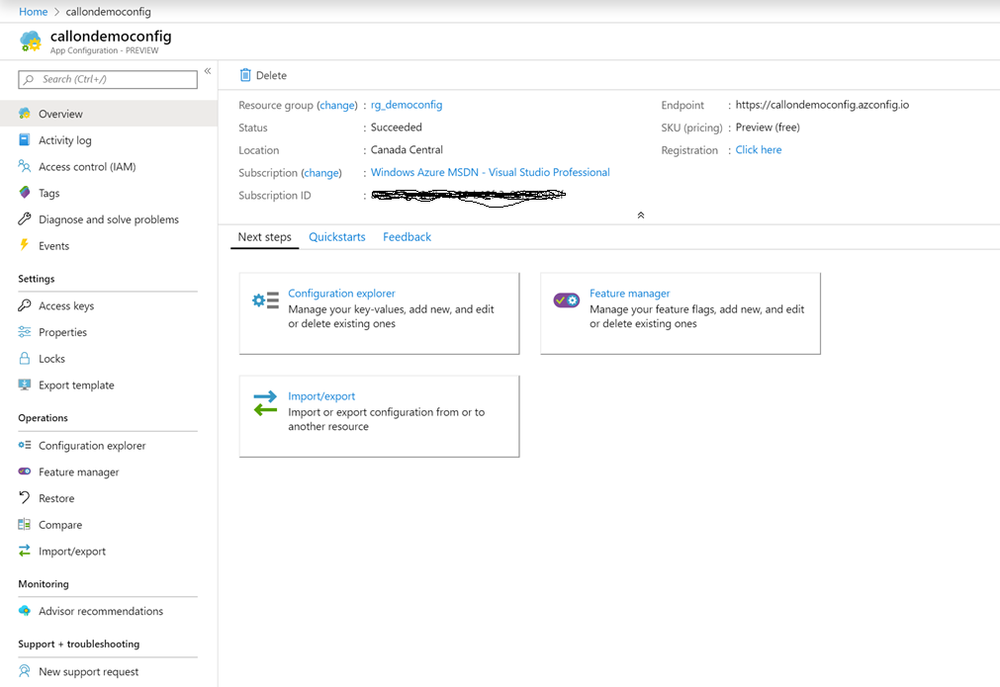 Home > callondemoconfig
callondemoconfig
App Configuration - PREVIEW
Search (Ctrl+/)
«
Overview
Activity log
Access control (IAM)
Tags
Diagnose and solve problems
Events
Settings
Access keys
Properties
Locks
Export template
Operations
Configuration explorer
Feature manager
Restore
Compare
Import/export
Monitoring
Advisor recommendations
Support + troubleshooting
New support request
Delete
Resource group (change) : rg_democonfig
Status : Succeeded
Location : Canada Central
Subscription (change) : Windows Azure MSDN - Visual Studio Professional
Subscription ID :
Endpoint : https://callondemoconfig.azconfig.io
SKU (pricing) : Preview (free)
Registration : Click here
Next steps Quickstarts Feedback
Configuration explorer
Manage your key-values, add new, and edit
or delete existing ones
Feature manager
Manage your feature flags, add new, and edit
or delete existing ones
Import/export
Import or export configuration from or to
another resource